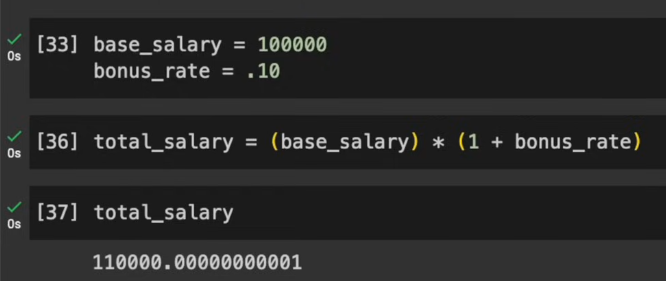 [33] base_salary = 100000
0s
bonus_rate = .10
[36] total_salary = (base_salary) * (1 + bonus_rate)
0s
[37] total_salary
0s
110000.00000000001